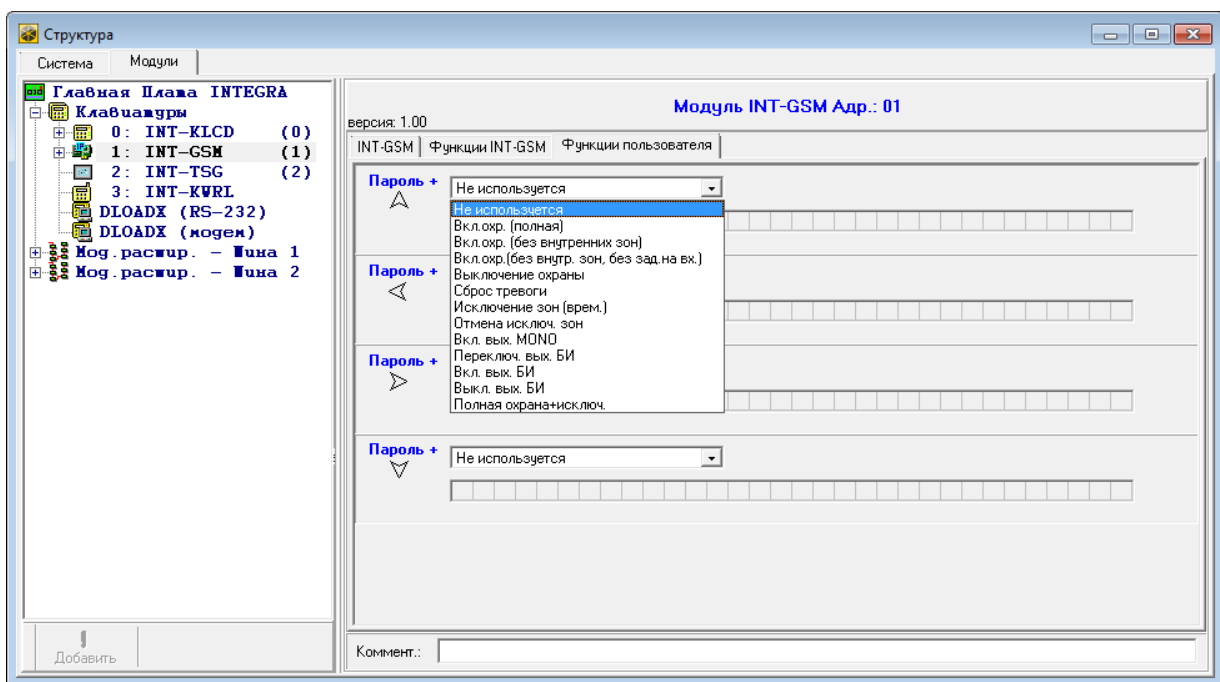 Структура
Система
Модули
Главная Плата INTEGRA
Клавиатуры
0: INT-KLCD (0)
1: INT-GSM (1)
2: INT-TSG (2)
3: INT-KWRL
DLOADX (RS-232)
DLOADX (модем)
Мод.расшир. - Шина 1
Мод.расшир. - Шина 2
Добавить
Модуль INT-GSM Адр.: 01
версия: 1.00
INT-GSM
Функции INT-GSM
Функции пользователя
Пароль +
Не используется
Не используется
Вкл.охр. (полная)
Вкл.охр. (без внутренних зон)
Вкл.охр.(без внутр. зон, без зад.на вх.)
Выключение охраны
Сброс тревоги
Исключение зон (врем.)
Отмена исключ. зон
Вкл. вых. MONO
Переключ. вых. БИ
Вкл. вых. БИ
Выкл. вых. БИ
Полная охрана+исключ.
Пароль +
Пароль +
Пароль +
Не используется
Коммент.: